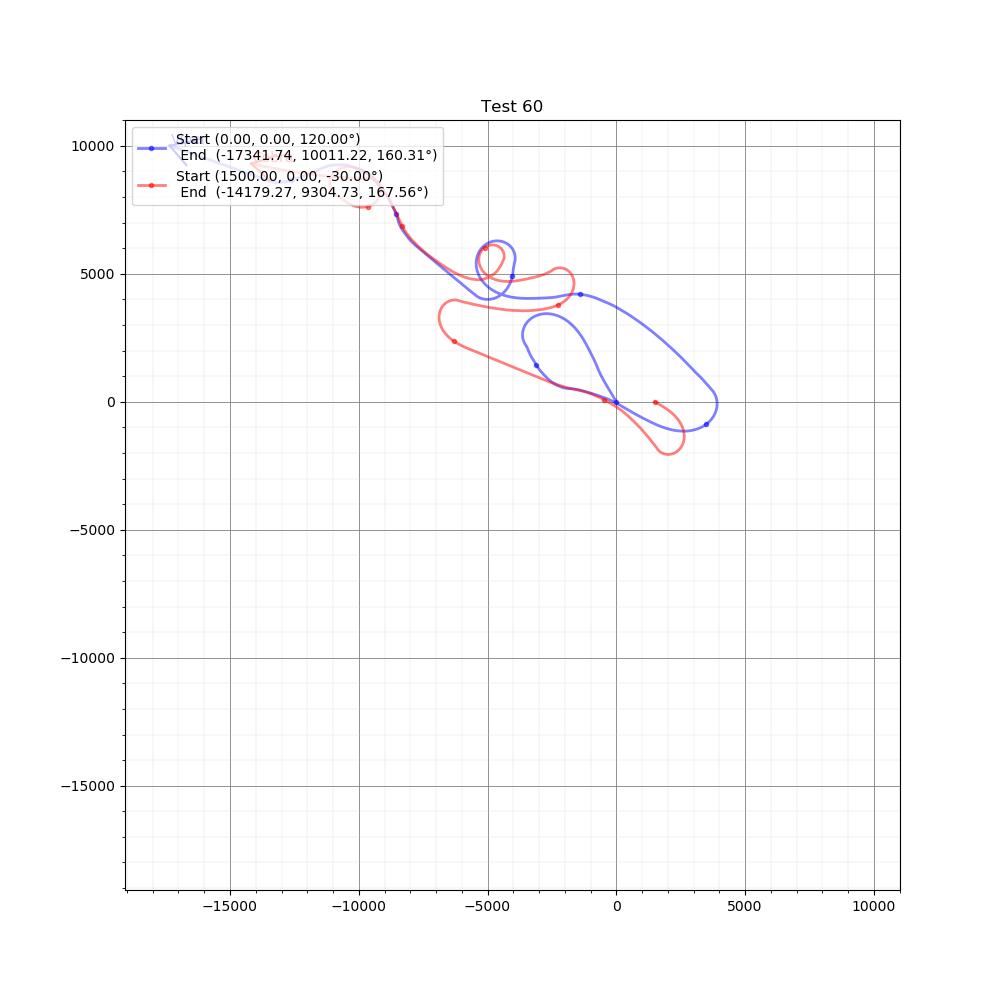 Test 60
Start (0.00, 0.00, 120.00°)
End (-17341.74, 10011.22, 160.31°)
Start (1500.00, 0.00, -30.00°)
End (-14179.27, 9304.73, 167.56°)
10000
5000
0
−5000
−10000
−15000
−15000 −10000 −5000 0 5000 10000